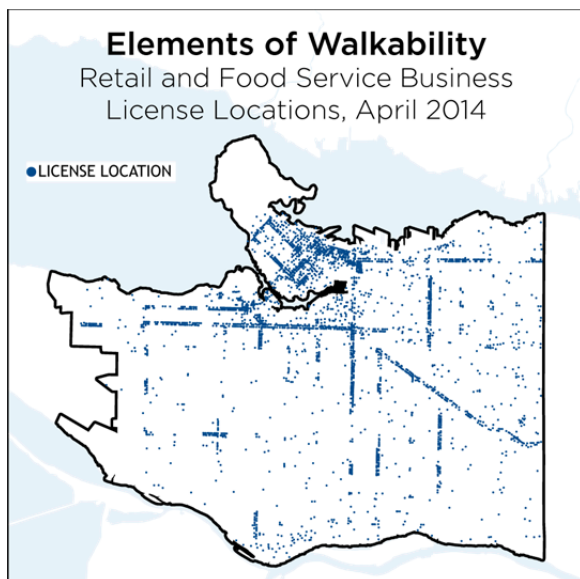 Elements of Walkability
Retail and Food Service Business
License Locations, April 2014
LICENSE LOCATION